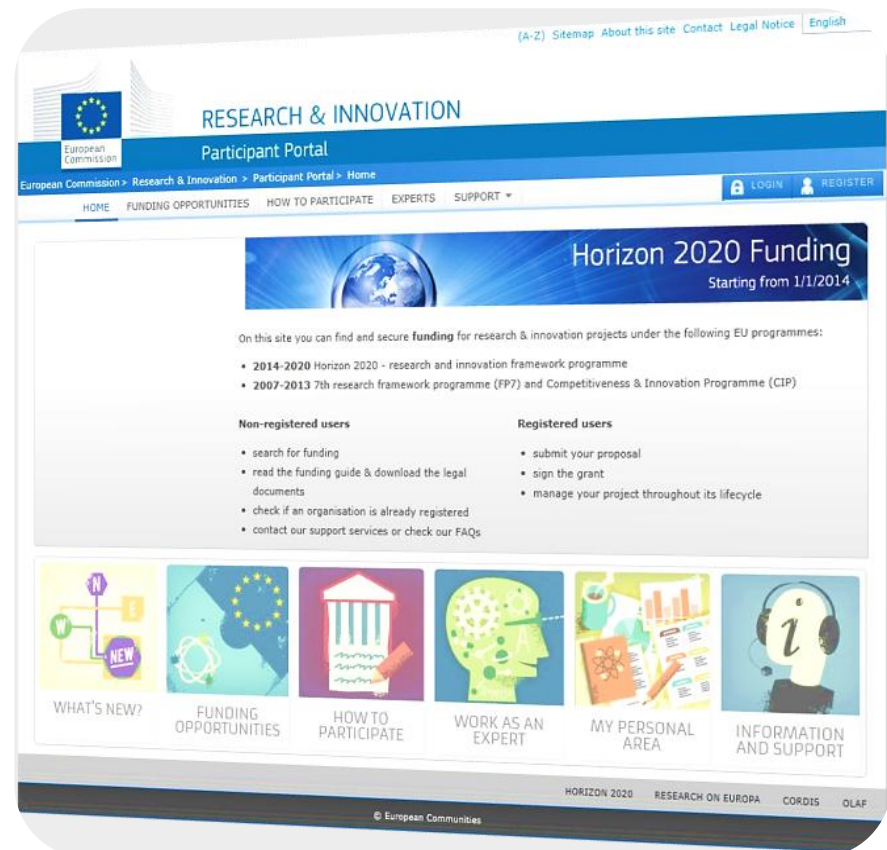 (A-Z) Sitemap About this site Contact Legal Notice English
RESEARCH & INNOVATION
European
Commission
Participant Portal
European Commission > Research & Innovation > Participant Portal > Home
HOME FUNDING OPPORTUNITIES HOW TO PARTICIPATE EXPERTS SUPPORT
LOGIN REGISTER
Horizon 2020 Funding
Starting from 1/1/2014
On this site you can find and secure funding for research & innovation projects under the following EU programmes:
• 2014-2020 Horizon 2020 - research and innovation framework programme
• 2007-2013 7th research framework programme (FP7) and Competitiveness & Innovation Programme (CIP)
Non-registered users
• search for funding
• read the funding guide & download the legal
documents
• check if an organisation is already registered
• contact our support services or check our FAQs
Registered users
• submit your proposal
• sign the grant
• manage your project throughout its lifecycle
N
E
W
NEW
i
WHAT'S NEW?
FUNDING
OPPORTUNITIES
HOW TO
PARTICIPATE
WORK AS AN
EXPERT
MY PERSONAL
AREA
INFORMATION
AND SUPPORT
HORIZON 2020 RESEARCH ON EUROPA CORDIS OLAF
© European Communities